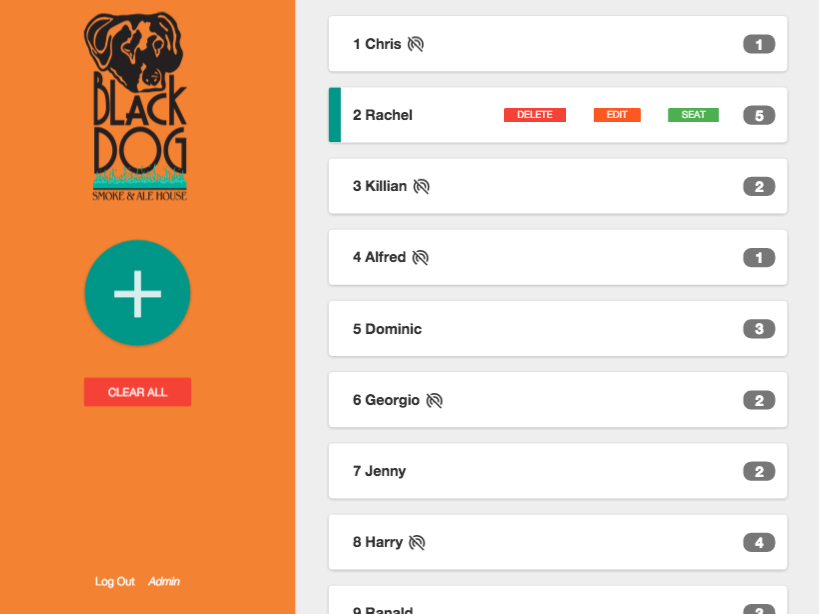 BLACK
DOG
SMOKE & ALE HOUSE
CLEAR ALL
Log Out Admin
1 Chris 1
2 Rachel DELETE EDIT SEAT 5
3 Killian 2
4 Alfred 1
5 Dominic 3
6 Georgio 2
7 Jenny 2
8 Harry 4
9 Ranald